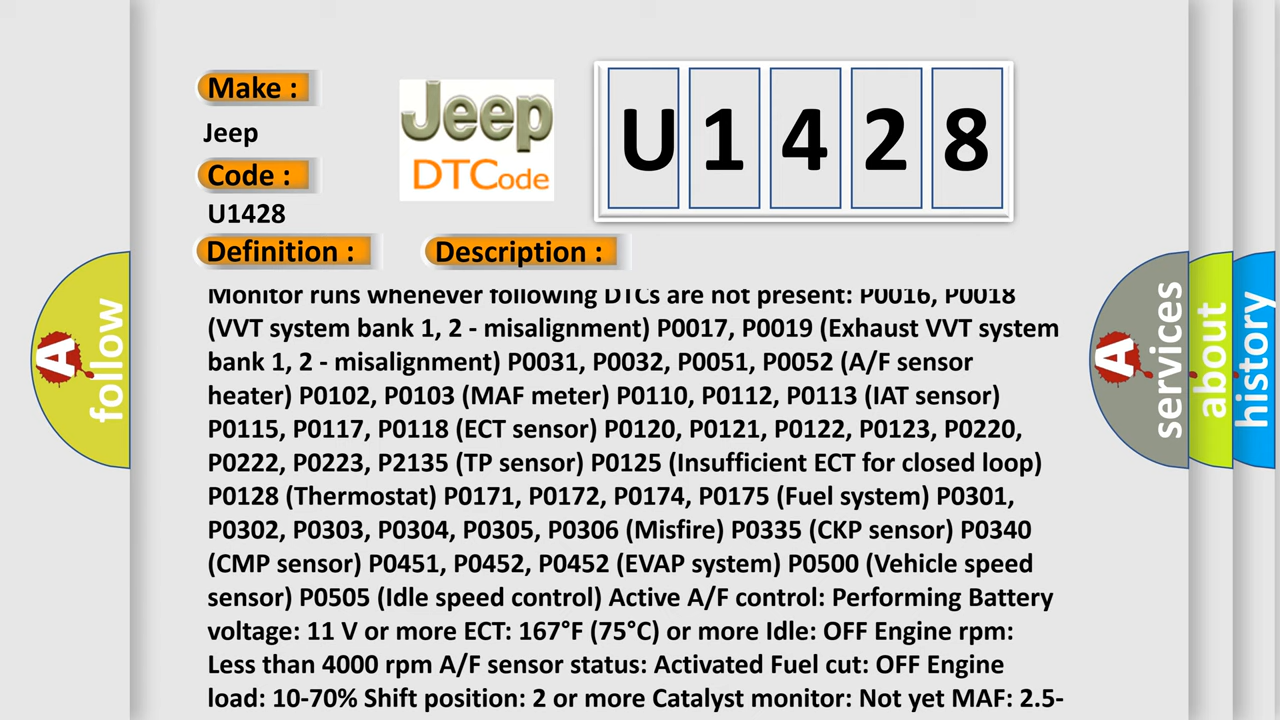 Make :
Jeep
Code :
U1428
Definition :
Description :
Jeep
DTCode
U1428
Monitor runs whenever following DTCs are not present: P0016, P0018
(VVT system bank 1, 2 - misalignment) P0017, P0019 (Exhaust VVT system
bank 1, 2 - misalignment) P0031, P0032, P0051, P0052 (A/F sensor
heater) P0102, P0103 (MAF meter) P0110, P0112, P0113 (IAT sensor)
P0115, P0117, P0118 (ECT sensor) P0120, P0121, P0122, P0123, P0220,
P0222, P0223, P2135 (TP sensor) P0125 (Insufficient ECT for closed loop)
P0128 (Thermostat) P0171, P0172, P0174, P0175 (Fuel system) P0301,
P0302, P0303, P0304, P0305, P0306 (Misfire) P0335 (CKP sensor) P0340
(CMP sensor) P0451, P0452, P0452 (EVAP system) P0500 (Vehicle speed
sensor) P0505 (Idle speed control) Active A/F control: Performing Battery
voltage: 11 V or more ECT: 167°F (75°C) or more Idle: OFF Engine rpm:
Less than 4000 rpm A/F sensor status: Activated Fuel cut: OFF Engine
load: 10-70% Shift position: 2 or more Catalyst monitor: Not yet MAF: 2.5-
A
follow
A
services
about
history